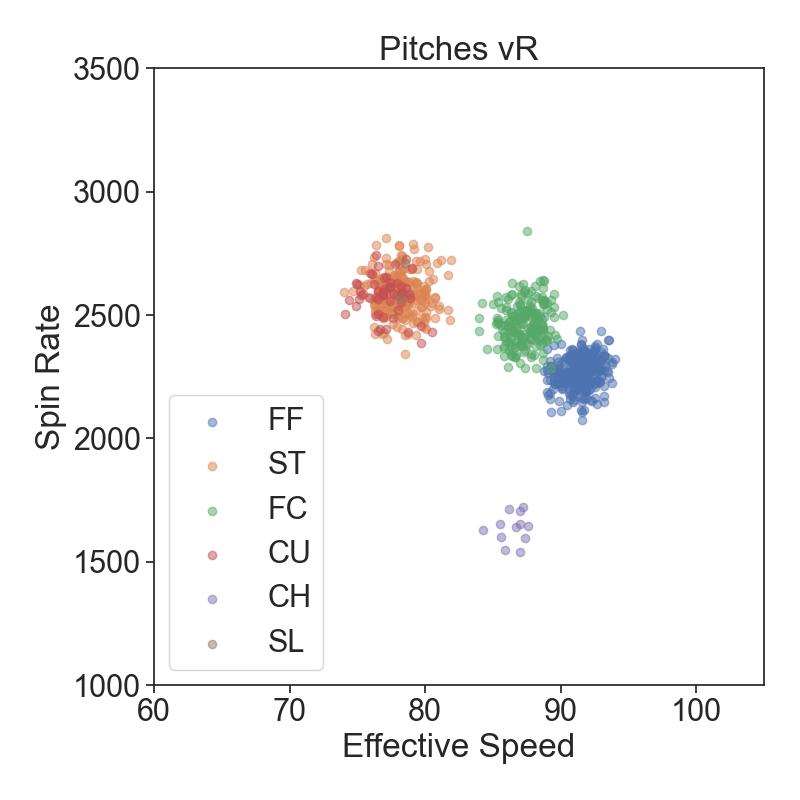 Pitches vR
3500
3000
2500
2000
1500
1000
Spin Rate
FF
ST
FC
CU
CH
SL
60 70 80 90 100
Effective Speed